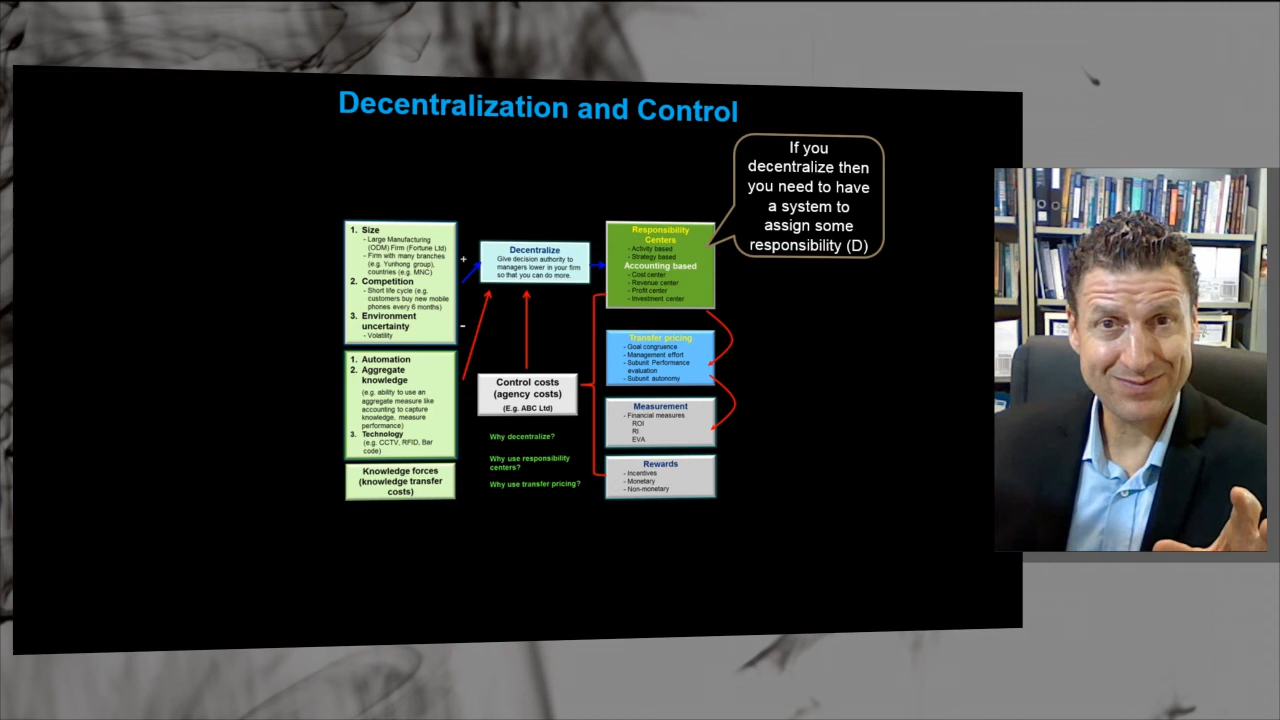 Decentralization and Control
If you
decentralize then
you need to have
a system to
assign some
responsibility (D)
1. Size
- Large Manufacturing
(ODM) Firm (Fortune Ltd)
- Firm with many branches
(e.g. Yunhong group),
countries (e.g. MNC)
2. Competition
- Short life cycle (e.g.
customers buy new mobile
phones every 6 months)
3. Environment
uncertainty
- Volatility
+
-
Decentralize
Give decision authority to
managers lower in your firm
so that you can do more.
Responsibility
Centers
- Activity based
- Strategy based
Accounting based
- Cost center
- Revenue center
- Profit center
- Investment center
1. Automation
2. Aggregate
knowledge
(e.g. ability to use an
aggregate measure like
accounting to capture
knowledge, measure
performance)
3. Technology
(e.g. CCTV, RFID, Bar
code)
Knowledge forces
(knowledge transfer
costs)
Control costs
(agency costs)
(E.g. ABC Ltd)
Why decentralize?
Why use responsibility
centers?
Why use transfer pricing?
Transfer pricing
- Goal congruence
- Management effort
- Subunit Performance
evaluation
- Subunit autonomy
Measurement
- Financial measures
ROI
RI
EVA
Rewards
- Incentives
- Monetary
- Non-monetary